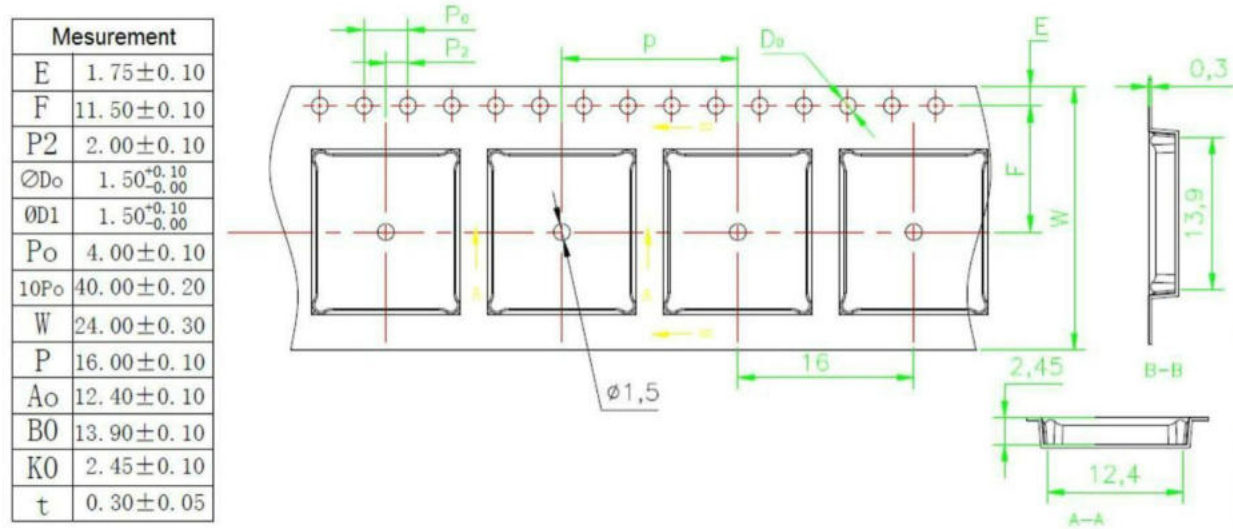 Mesurement
E 1.75±0.10
F 11.50±0.10
P2 2.00±0.10
∅Do 1.50+0.10 -0.00
ØD1 1.50+0.10 -0.00
Po 4.00±0.10
10Po 40.00±0.20
W 24.00±0.30
P 16.00±0.10
Ao 12.40±0.10
B0 13.90±0.10
K0 2.45±0.10
t 0.30±0.05
P0
P2
P
D0
E
0,3
F
W
13,9
16
ø1,5
2,45
B-B
12,4
A-A